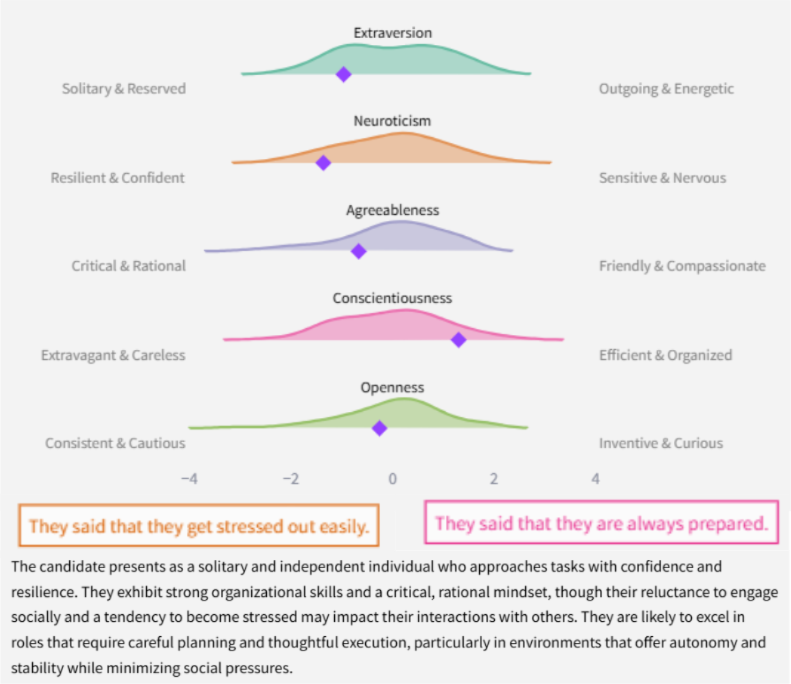 Extraversion
Solitary & Reserved
Outgoing & Energetic
Neuroticism
Resilient & Confident
Sensitive & Nervous
Agreeableness
Critical & Rational
Friendly & Compassionate
Conscientiousness
Extravagant & Careless
Efficient & Organized
Openness
Consistent & Cautious
Inventive & Curious
−4 −2 0 2 4
They said that they get stressed out easily.
They said that they are always prepared.
The candidate presents as a solitary and independent individual who approaches tasks with confidence and
resilience. They exhibit strong organizational skills and a critical, rational mindset, though their reluctance to engage
socially and a tendency to become stressed may impact their interactions with others. They are likely to excel in
roles that require careful planning and thoughtful execution, particularly in environments that offer autonomy and
stability while minimizing social pressures.